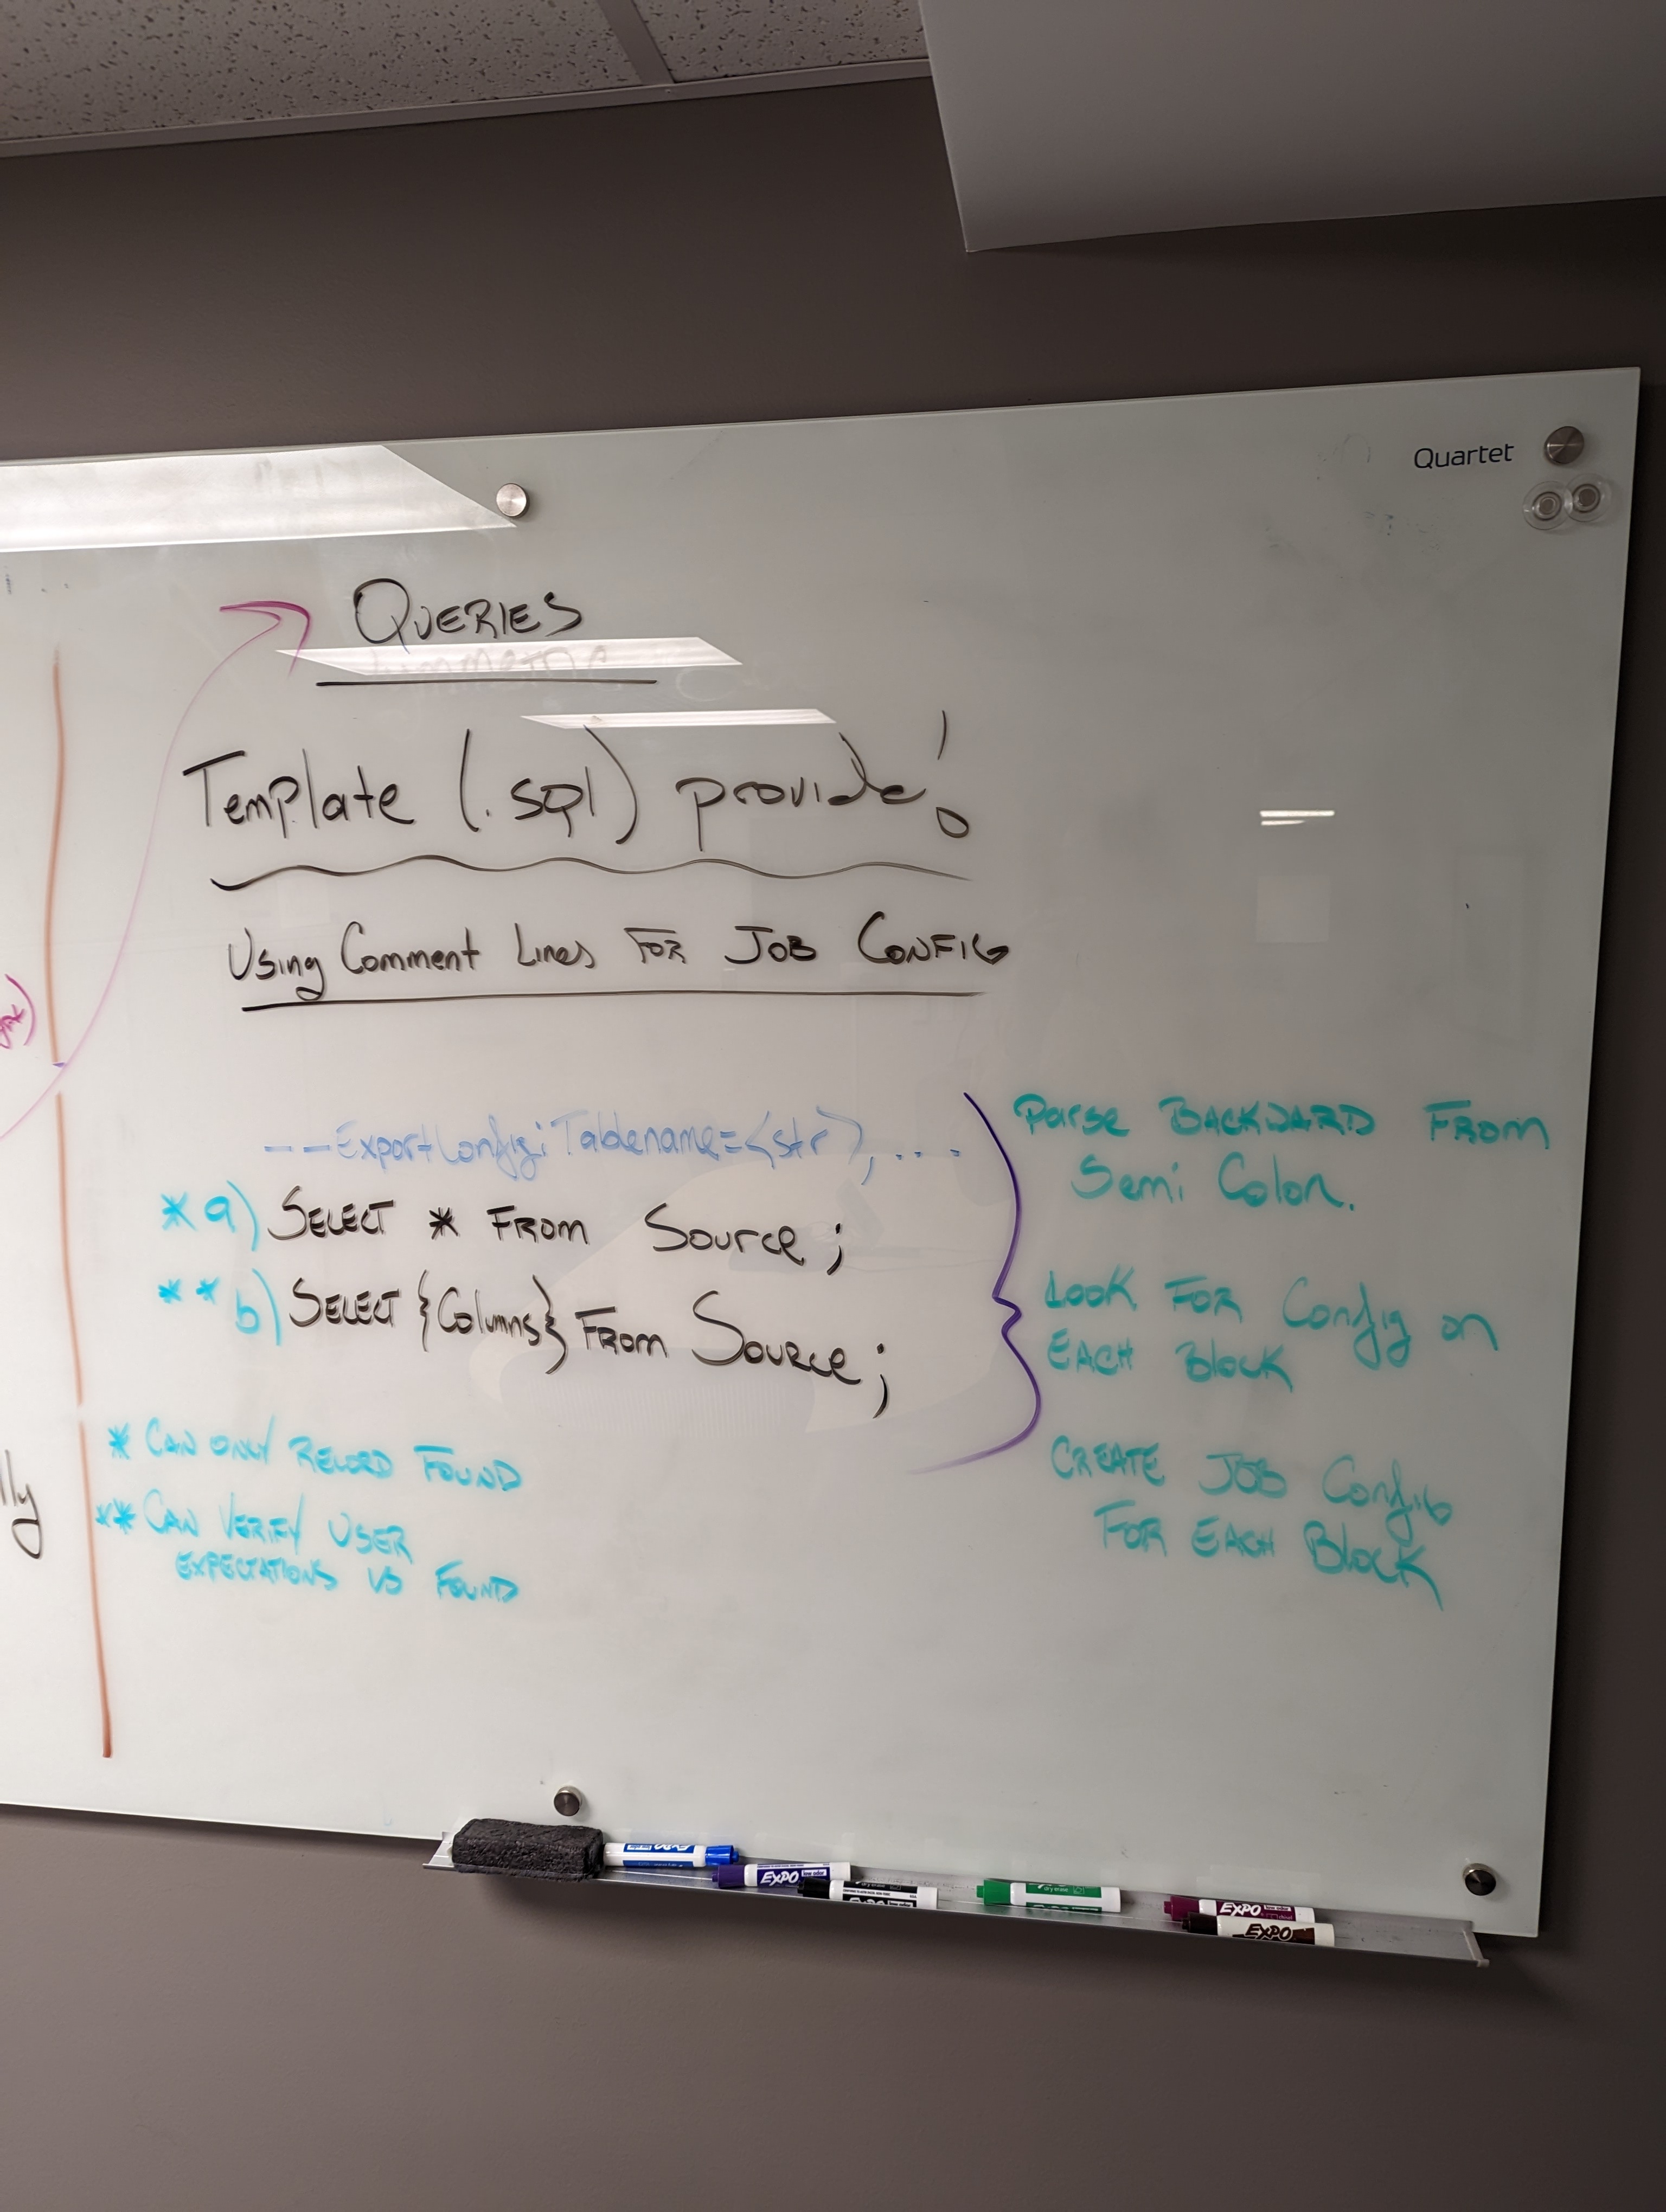 Quartet
QUERIES
Template (.sql) provide!
Using Comment Lines FOR JOB CONFIG
--ExportConfig: Tablename=<str>, ...
* a) SELECT * FROM Source;
** b) SELECT {Columns} FROM SOURCE;
* CAN ONLY RECORD FOUND
** CAN VERIFY USER
EXPECTATIONS VS FOUND
Parse BACKWARD FROM
Semi Colon.
LOOK FOR Config on
EACH Block
CREATE JOB Config
FOR EACH BLOCK
lly
EXPO
EXPO
EXPO